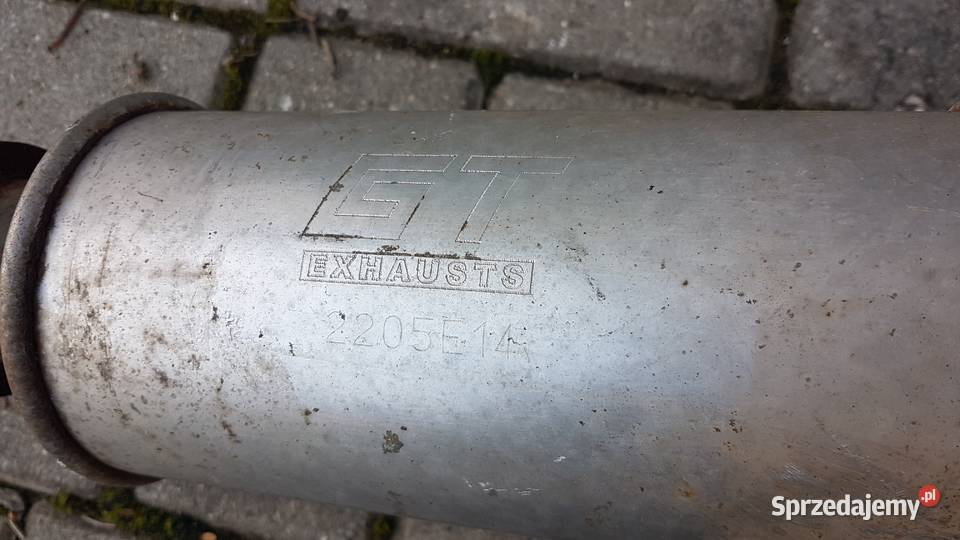 GT
EXHAUSTS
2205E14
Sprzedajemy.pl